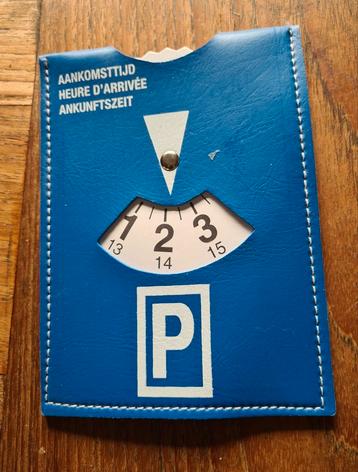 AANKOMSTTIJD
HEURE D'ARRIVÉE
ANKUNFTSZEIT
1 2 3
13 14 15
P